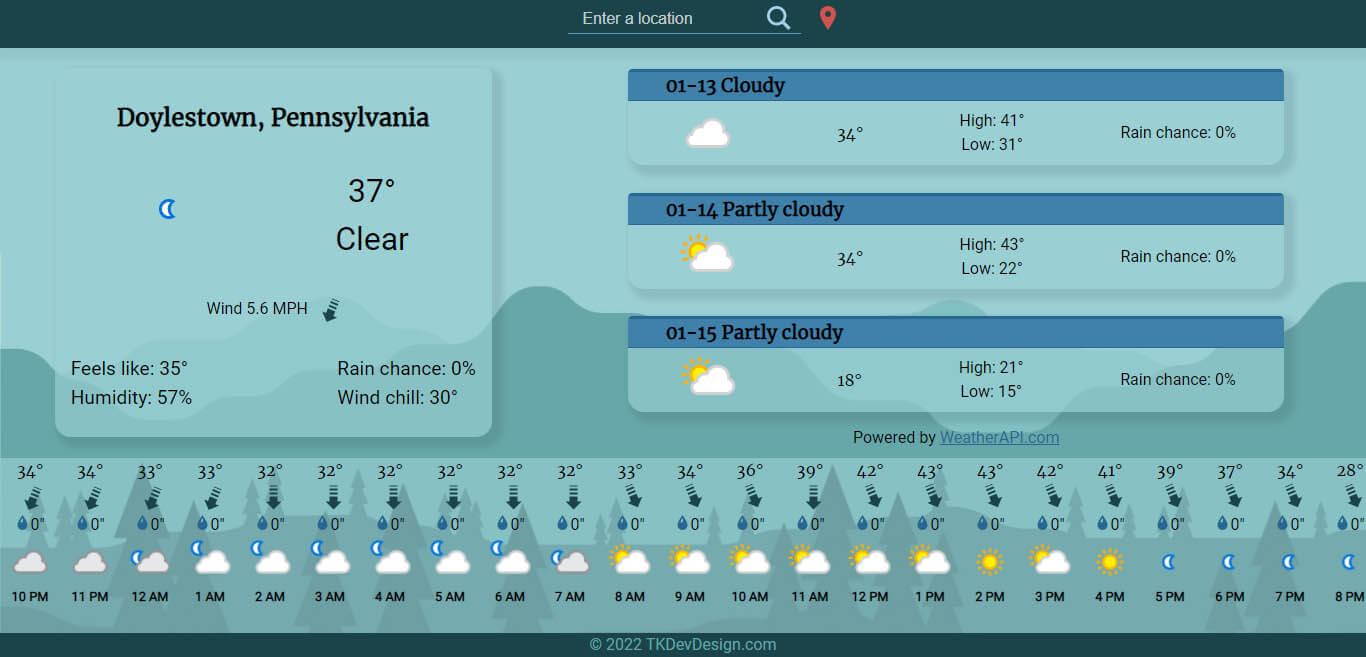 Enter a location
Doylestown, Pennsylvania
37°
Clear
Wind 5.6 MPH
Feels like: 35°
Rain chance: 0%
Humidity: 57%
Wind chill: 30°
01-13 Cloudy
34°
High: 41°
Low: 31°
Rain chance: 0%
01-14 Partly cloudy
34°
High: 43°
Low: 22°
Rain chance: 0%
01-15 Partly cloudy
18°
High: 21°
Low: 15°
Rain chance: 0%
Powered by WeatherAPI.com
34° 34° 33° 33° 32° 32° 32° 32° 32° 32° 33° 34° 36° 39° 42° 43° 43° 42° 41° 39° 37° 34° 28°
0" 0" 0" 0" 0" 0" 0" 0" 0" 0" 0" 0" 0" 0" 0" 0" 0" 0" 0" 0" 0" 0" 0"
10 PM 11 PM 12 AM 1 AM 2 AM 3 AM 4 AM 5 AM 6 AM 7 AM 8 AM 9 AM 10 AM 11 AM 12 PM 1 PM 2 PM 3 PM 4 PM 5 PM 6 PM 7 PM 8 PM
© 2022 TKDevDesign.com